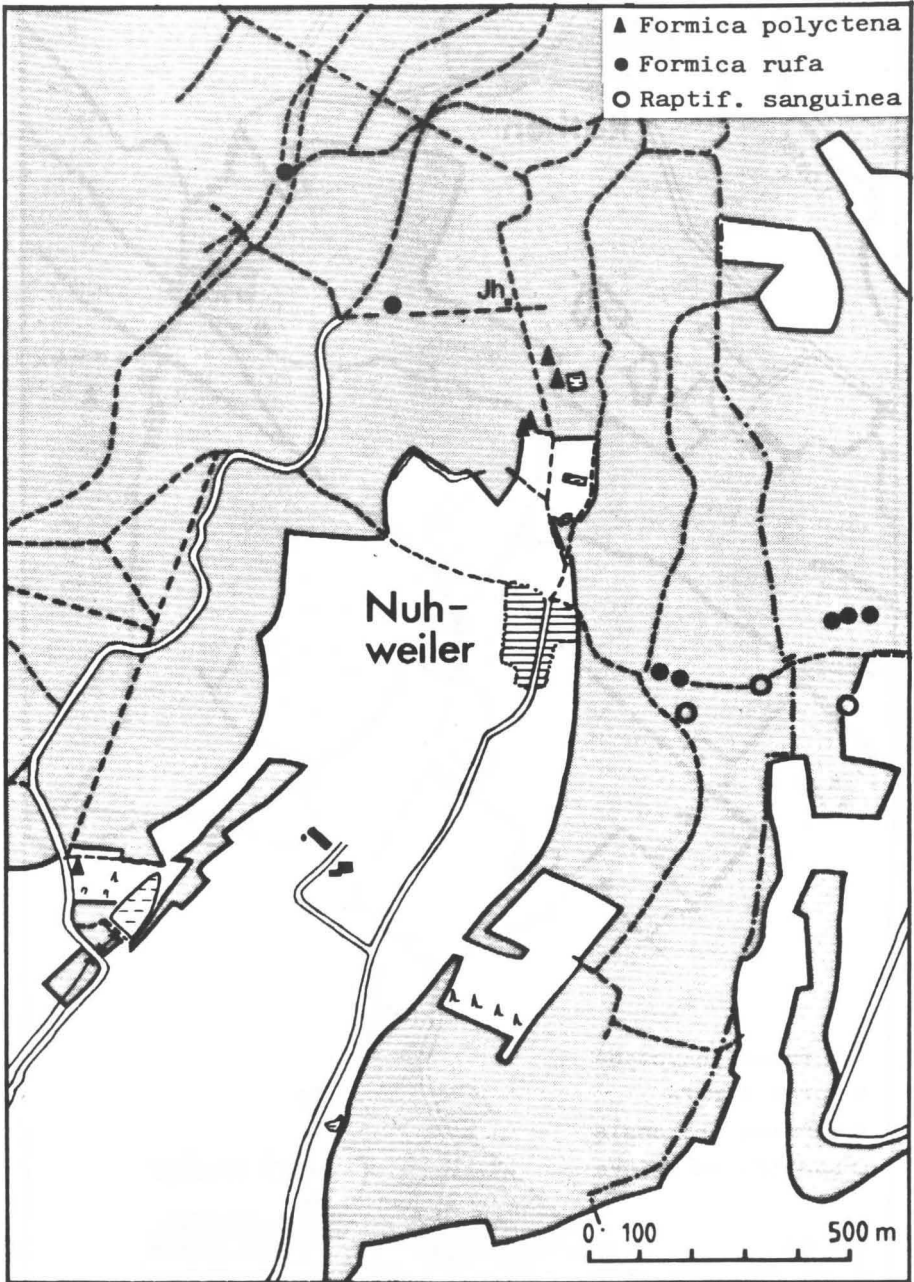 ▲ Formica polyctena
● Formica rufa
○ Raptif. sanguinea
Jh.
Nuh-
weiler
0 100 500 m